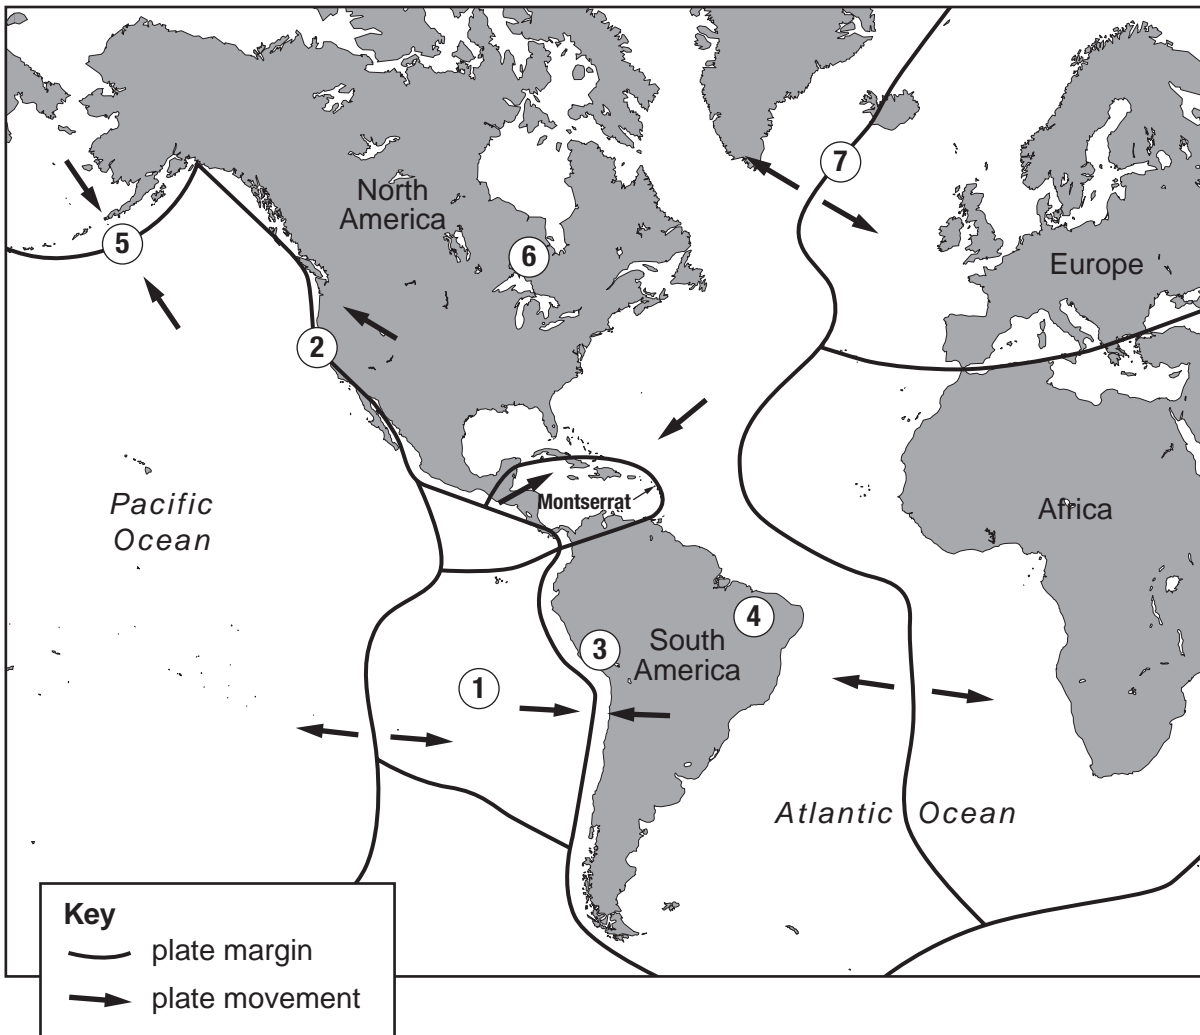 7
North
America
5
6
Europe
2
Montserrat
Pacific
Ocean
Africa
4
3
South
America
1
Atlantic Ocean
Key
plate margin
plate movement